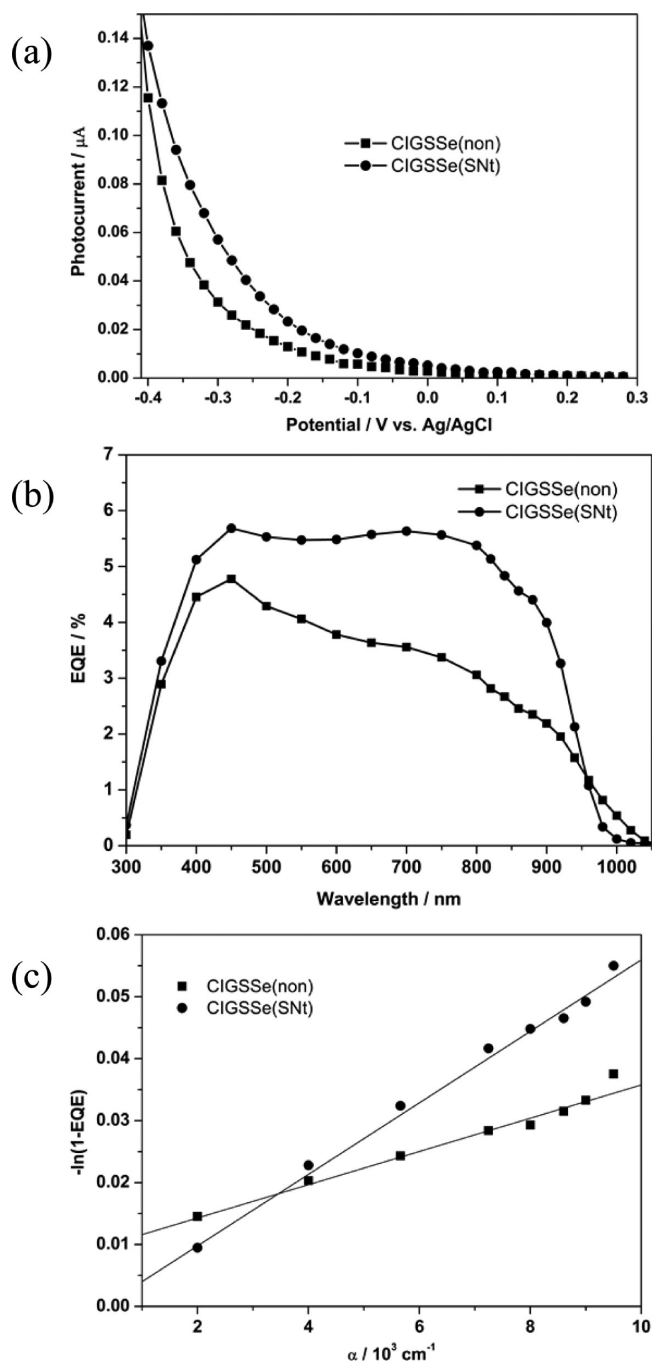 (a)
0.14
0.12
0.10
0.08
0.06
0.04
0.02
0.00
Photocurrent / μA
CIGSSe(non)
CIGSSe(SNt)
-0.4 -0.3 -0.2 -0.1 0.0 0.1 0.2 0.3
Potential / V vs. Ag/AgCl
(b)
7
6
5
4
3
2
1
0
EQE / %
CIGSSe(non)
CIGSSe(SNt)
300 400 500 600 700 800 900 1000
Wavelength / nm
(c)
0.06
0.05
0.04
0.03
0.02
0.01
0.00
-ln(1-EQE)
CIGSSe(non)
CIGSSe(SNt)
2 4 6 8 10
α / 10³ cm⁻¹